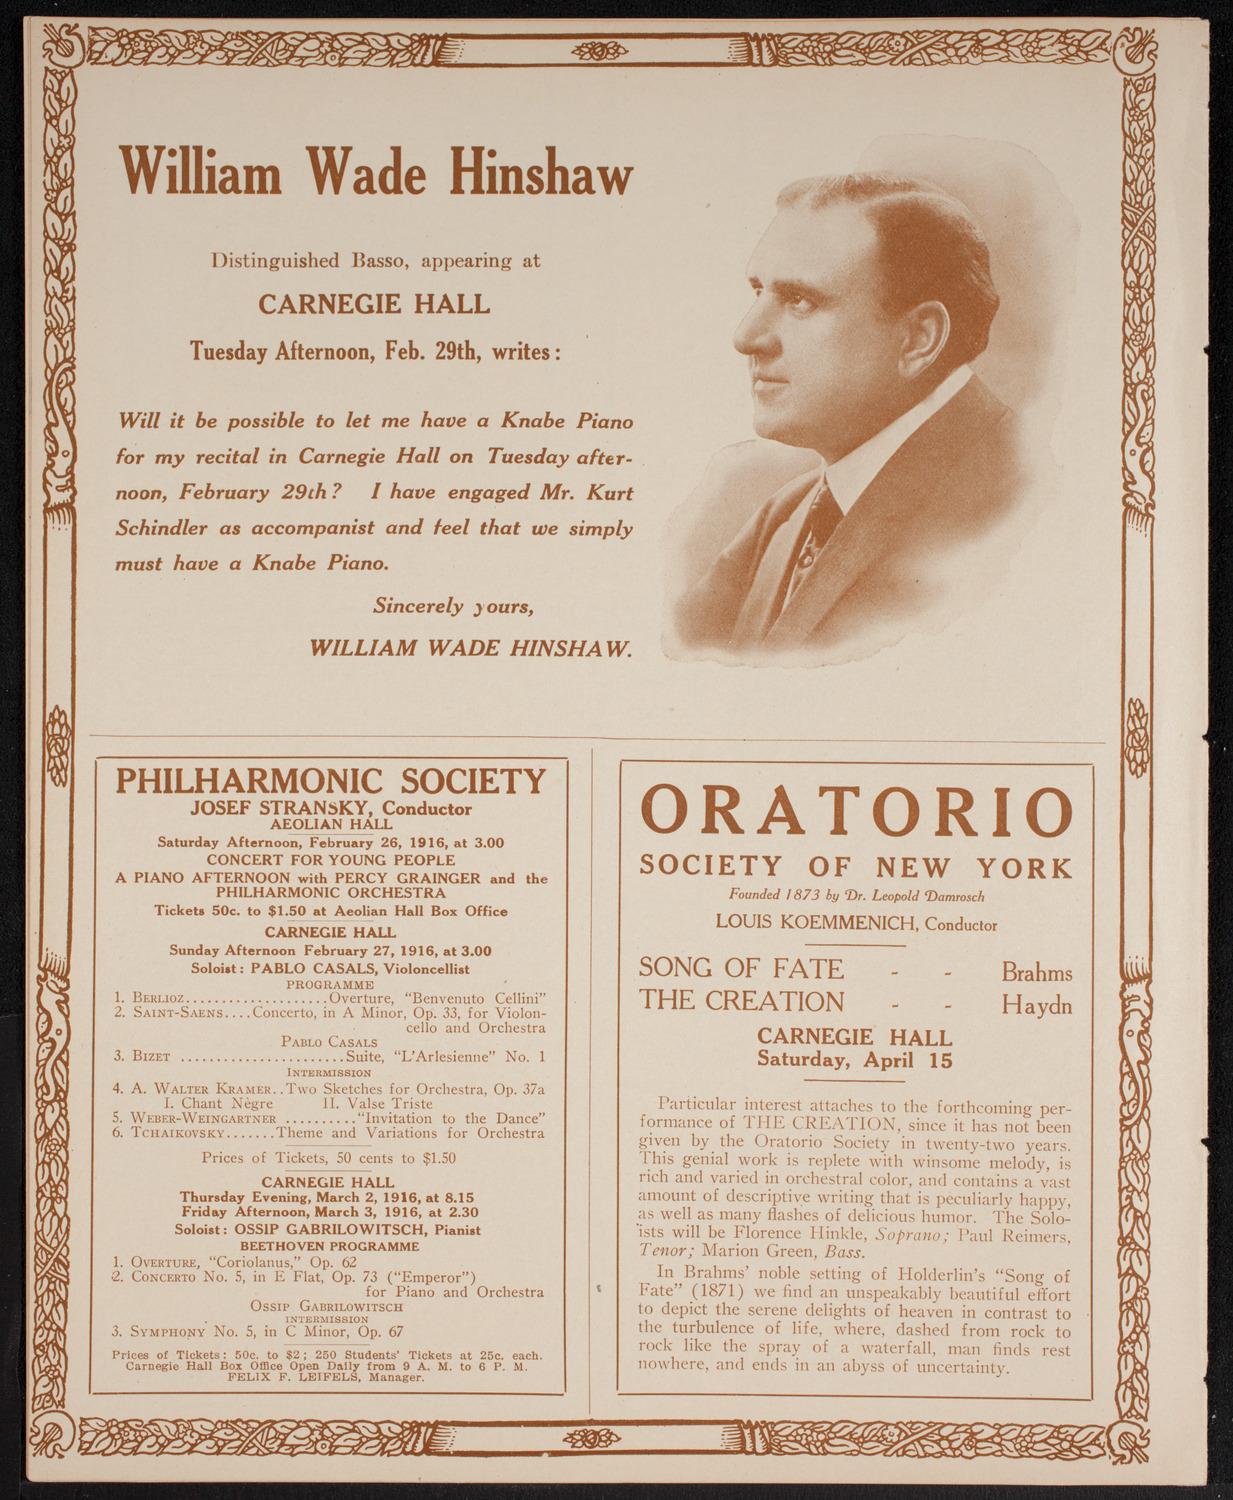 William Wade Hinshaw
Distinguished Basso, appearing at
CARNEGIE HALL
Tuesday Afternoon, Feb. 29th, writes:
Will it be possible to let me have a Knabe Piano
for my recital in Carnegie Hall on Tuesday after-
noon, February 29th? I have engaged Mr. Kurt
Schindler as accompanist and feel that we simply
must have a Knabe Piano.
Sincerely yours,
WILLIAM WADE HINSHAW.
PHILHARMONIC SOCIETY
JOSEF STRANSKY, Conductor
AEOLIAN HALL
Saturday Afternoon, February 26, 1916, at 3.00
CONCERT FOR YOUNG PEOPLE
A PIANO AFTERNOON with PERCY GRAINGER and the
PHILHARMONIC ORCHESTRA
Tickets 50c. to $1.50 at Aeolian Hall Box Office
CARNEGIE HALL
Sunday Afternoon February 27, 1916, at 3.00
Soloist: PABLO CASALS, Violoncellist
PROGRAMME
1. BERLIOZ....................Overture, "Benvenuto Cellini"
2. SAINT-SAENS....Concerto, in A Minor, Op. 33, for Violon-
cello and Orchestra
PABLO CASALS
3. BIZET .......................Suite, "L'Arlesienne" No. 1
INTERMISSION
4. A. WALTER KRAMER..Two Sketches for Orchestra, Op. 37a
I. Chant Nègre II. Valse Triste
5. WEBER-WEINGARTNER .........."Invitation to the Dance"
6. TCHAIKOVSKY.......Theme and Variations for Orchestra
Prices of Tickets, 50 cents to $1.50
CARNEGIE HALL
Thursday Evening, March 2, 1916, at 8.15
Friday Afternoon, March 3, 1916, at 2.30
Soloist: OSSIP GABRILOWITSCH, Pianist
BEETHOVEN PROGRAMME
1. OVERTURE, "Coriolanus," Op. 62
2. CONCERTO No. 5, in E Flat, Op. 73 ("Emperor")
for Piano and Orchestra
OSSIP GABRILOWITSCH
INTERMISSION
3. SYMPHONY No. 5, in C Minor, Op. 67
Prices of Tickets: 50c. to $2; 250 Students' Tickets at 25c. each.
Carnegie Hall Box Office Open Daily from 9 A. M. to 6 P. M.
FELIX F. LEIFELS, Manager.
ORATORIO
SOCIETY OF NEW YORK
Founded 1873 by Dr. Leopold Damrosch
LOUIS KOEMMENICH, Conductor
SONG OF FATE - - Brahms
THE CREATION - - Haydn
CARNEGIE HALL
Saturday, April 15
Particular interest attaches to the forthcoming per-
formance of THE CREATION, since it has not been
given by the Oratorio Society in twenty-two years.
This genial work is replete with winsome melody, is
rich and varied in orchestral color, and contains a vast
amount of descriptive writing that is peculiarly happy,
as well as many flashes of delicious humor. The Solo-
ists will be Florence Hinkle, Soprano; Paul Reimers,
Tenor; Marion Green, Bass.
In Brahms' noble setting of Holderlin's "Song of
Fate" (1871) we find an unspeakably beautiful effort
to depict the serene delights of heaven in contrast to
the turbulence of life, where, dashed from rock to
rock like the spray of a waterfall, man finds rest
nowhere, and ends in an abyss of uncertainty.